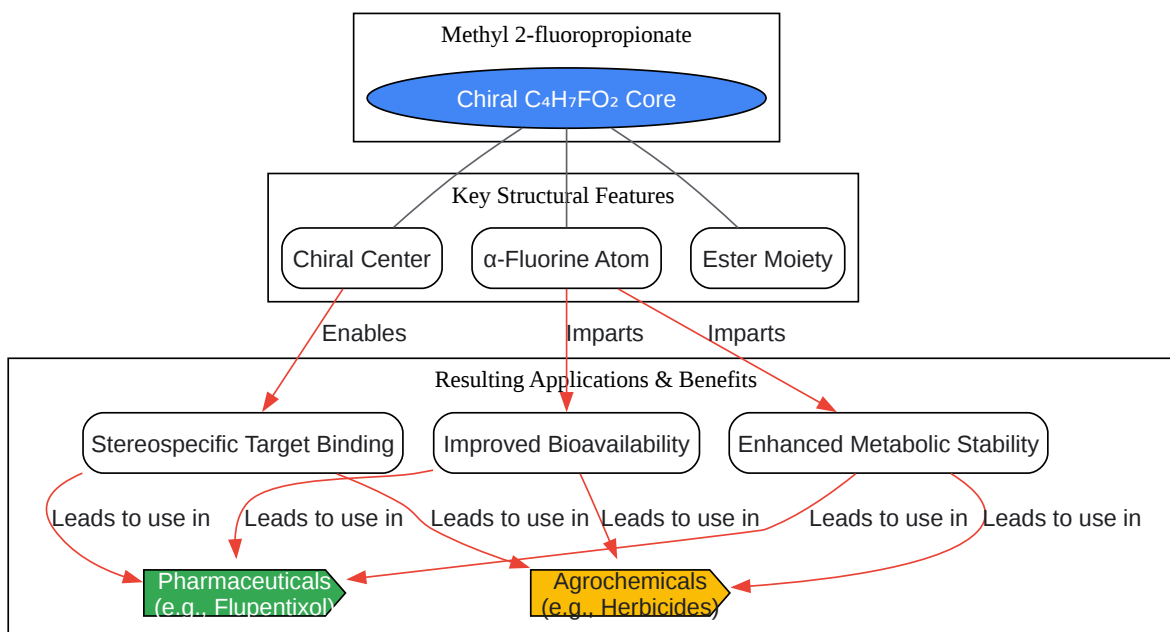 Methyl 2-fluoropropionate
Chiral C₄H₇FO₂ Core
Key Structural Features
Chiral Center
α-Fluorine Atom
Ester Moiety
Enables
Imparts
Imparts
Resulting Applications & Benefits
Stereospecific Target Binding
Improved Bioavailability
Enhanced Metabolic Stability
Leads to use in
Leads to use in
Leads to use in
Leads to use in
Leads to use in
Leads to use in
Pharmaceuticals
(e.g., Flupentixol)
Agrochemicals
(e.g., Herbicides)